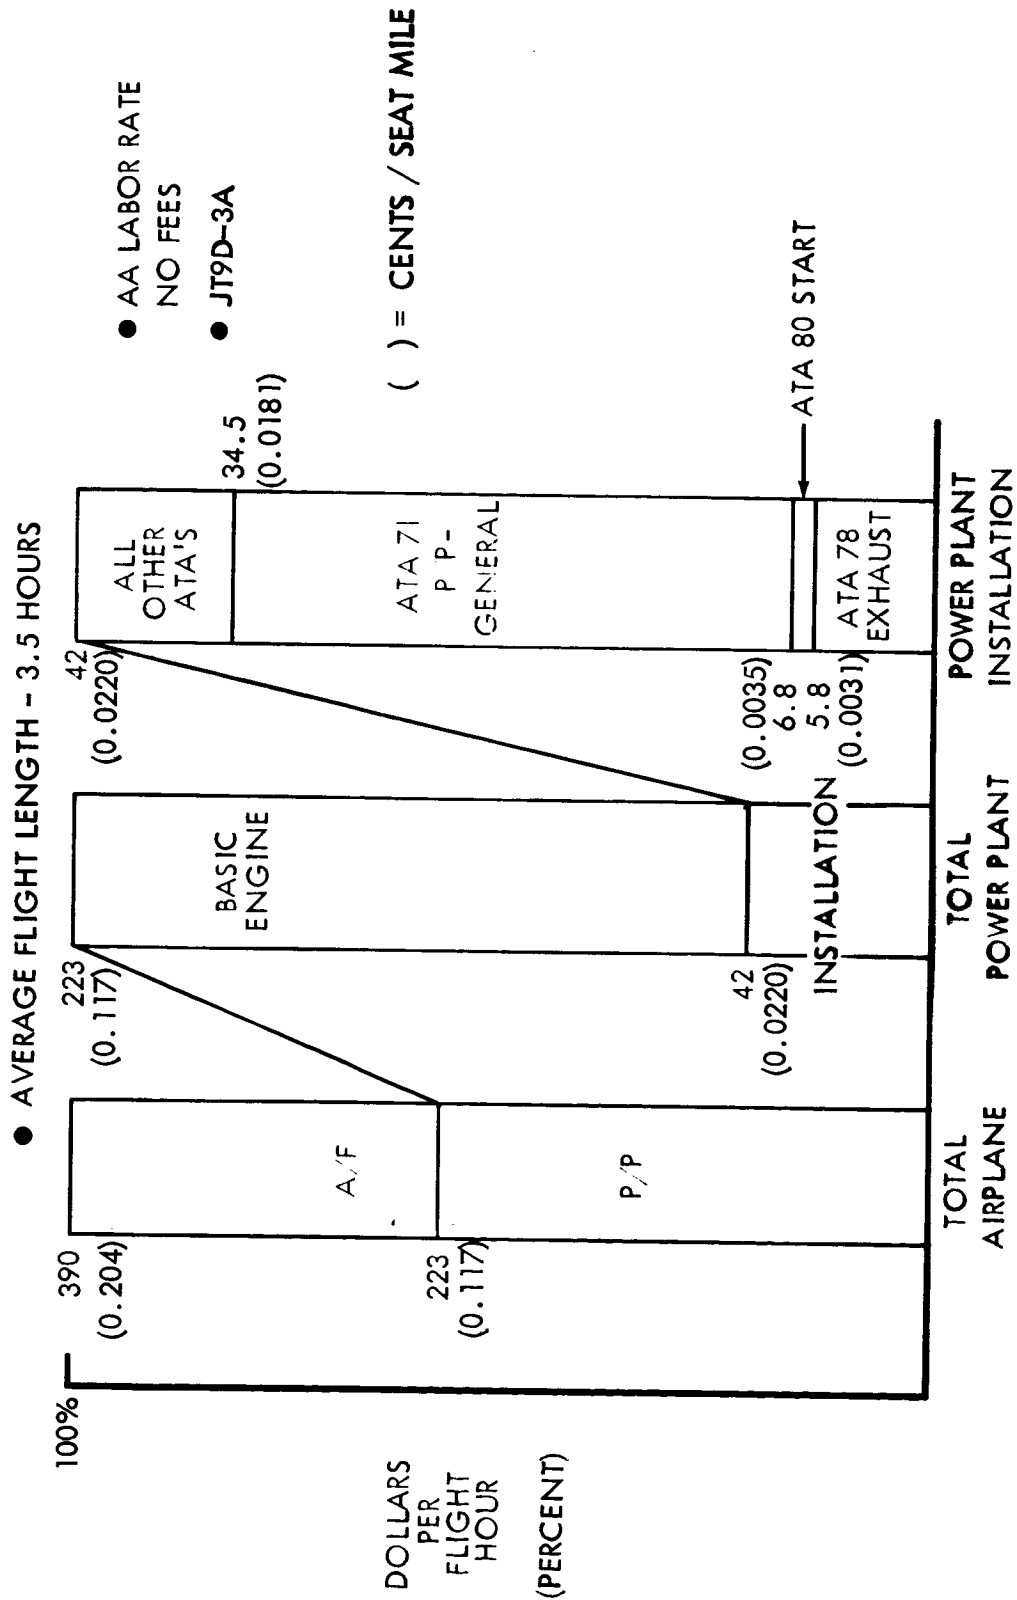 ● AVERAGE FLIGHT LENGTH – 3.5 HOURS
● AA LABOR RATE
NO FEES
● JT9D-3A
( ) = CENTS / SEAT MILE
DOLLARS
PER
FLIGHT
HOUR
(PERCENT)
100%
390
(0.204)
A/F
223
(0.117)
P/P
TOTAL
AIRPLANE
223
(0.117)
BASIC
ENGINE
42
(0.0220)
INSTALLATION
TOTAL
POWER PLANT
42
(0.0220)
ALL
OTHER
ATA'S
34.5
(0.0181)
ATA 71
P P-
GENERAL
(0.0035)
6.8
5.8
(0.0031)
ATA 80 START
ATA 78
EXHAUST
POWER PLANT
INSTALLATION